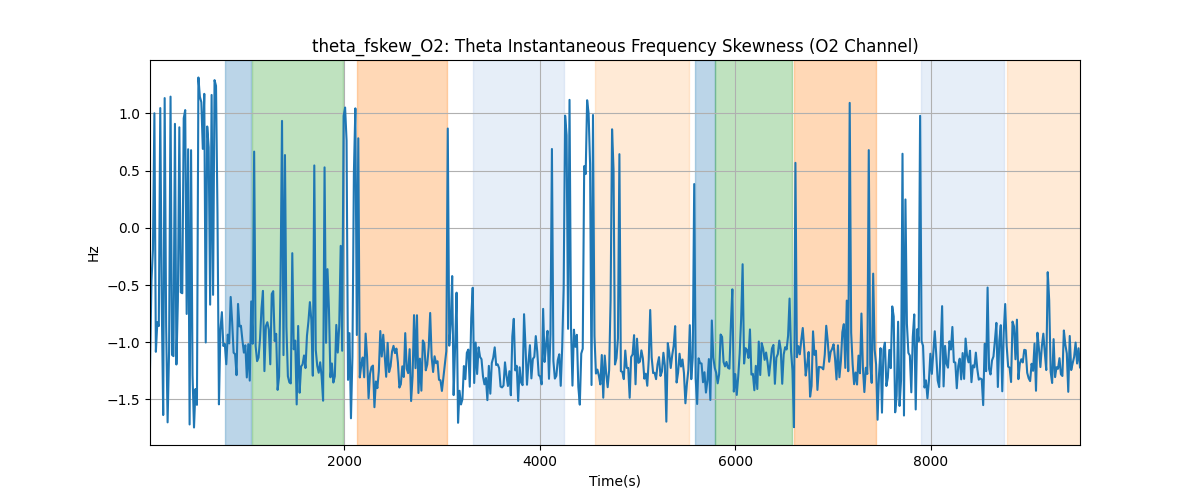 theta_fskew_O2: Theta Instantaneous Frequency Skewness (O2 Channel)
1.0
0.5
0.0
−0.5
−1.0
−1.5
Hz
2000 4000 6000 8000
Time(s)